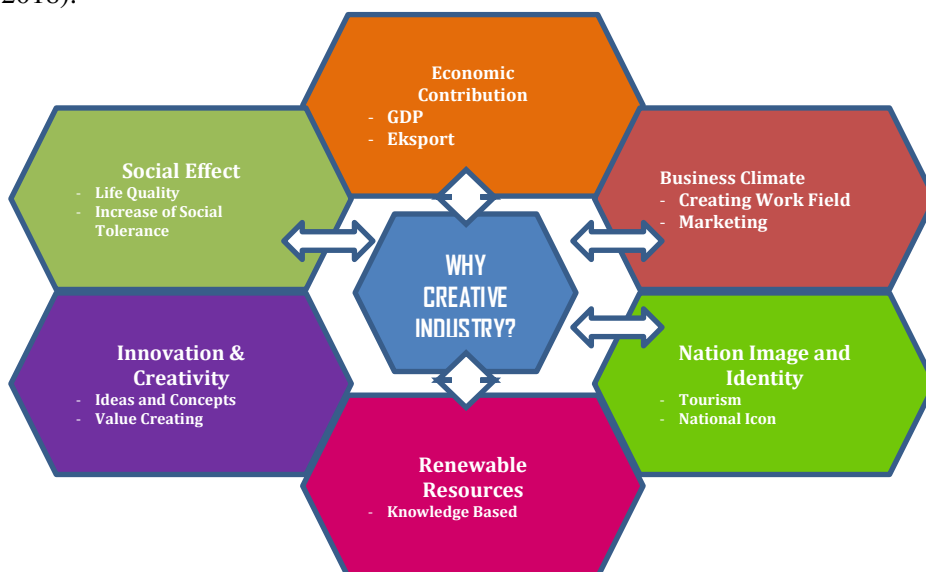 2018).
Economic
Contribution
- GDP
- Eksport
Social Effect
- Life Quality
- Increase of Social
Tolerance
Business Climate
- Creating Work Field
- Marketing
WHY
CREATIVE
INDUSTRY?
Innovation &
Creativity
- Ideas and Concepts
- Value Creating
Nation Image and
Identity
- Tourism
- National Icon
Renewable
Resources
- Knowledge Based